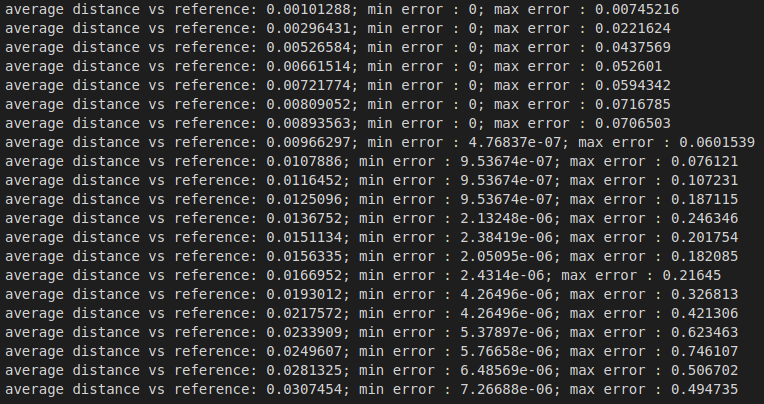 average distance vs reference: 0.00101288; min error : 0; max error : 0.00745216
average distance vs reference: 0.00296431; min error : 0; max error : 0.0221624
average distance vs reference: 0.00526584; min error : 0; max error : 0.0437569
average distance vs reference: 0.00661514; min error : 0; max error : 0.052601
average distance vs reference: 0.00721774; min error : 0; max error : 0.0594342
average distance vs reference: 0.00809052; min error : 0; max error : 0.0716785
average distance vs reference: 0.00893563; min error : 0; max error : 0.0706503
average distance vs reference: 0.00966297; min error : 4.76837e-07; max error : 0.0601539
average distance vs reference: 0.0107886; min error : 9.53674e-07; max error : 0.076121
average distance vs reference: 0.0116452; min error : 9.53674e-07; max error : 0.107231
average distance vs reference: 0.0125096; min error : 9.53674e-07; max error : 0.187115
average distance vs reference: 0.0136752; min error : 2.13248e-06; max error : 0.246346
average distance vs reference: 0.0151134; min error : 2.38419e-06; max error : 0.201754
average distance vs reference: 0.0156335; min error : 2.05095e-06; max error : 0.182085
average distance vs reference: 0.0166952; min error : 2.4314e-06; max error : 0.21645
average distance vs reference: 0.0193012; min error : 4.26496e-06; max error : 0.326813
average distance vs reference: 0.0217572; min error : 4.26496e-06; max error : 0.421306
average distance vs reference: 0.0233909; min error : 5.37897e-06; max error : 0.623463
average distance vs reference: 0.0249607; min error : 5.76658e-06; max error : 0.746107
average distance vs reference: 0.0281325; min error : 6.48569e-06; max error : 0.506702
average distance vs reference: 0.0307454; min error : 7.26688e-06; max error : 0.494735